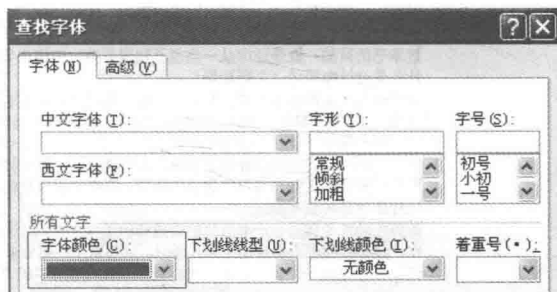 查找字体
字体(N) 高级(V)
中文字体(T): 字形(Y): 字号(S):
西文字体(F): 常规 初号
倾斜 小初
加粗 一号
所有文字
字体颜色(C): 下划线线型(U): 下划线颜色(I): 着重号(·):
无颜色